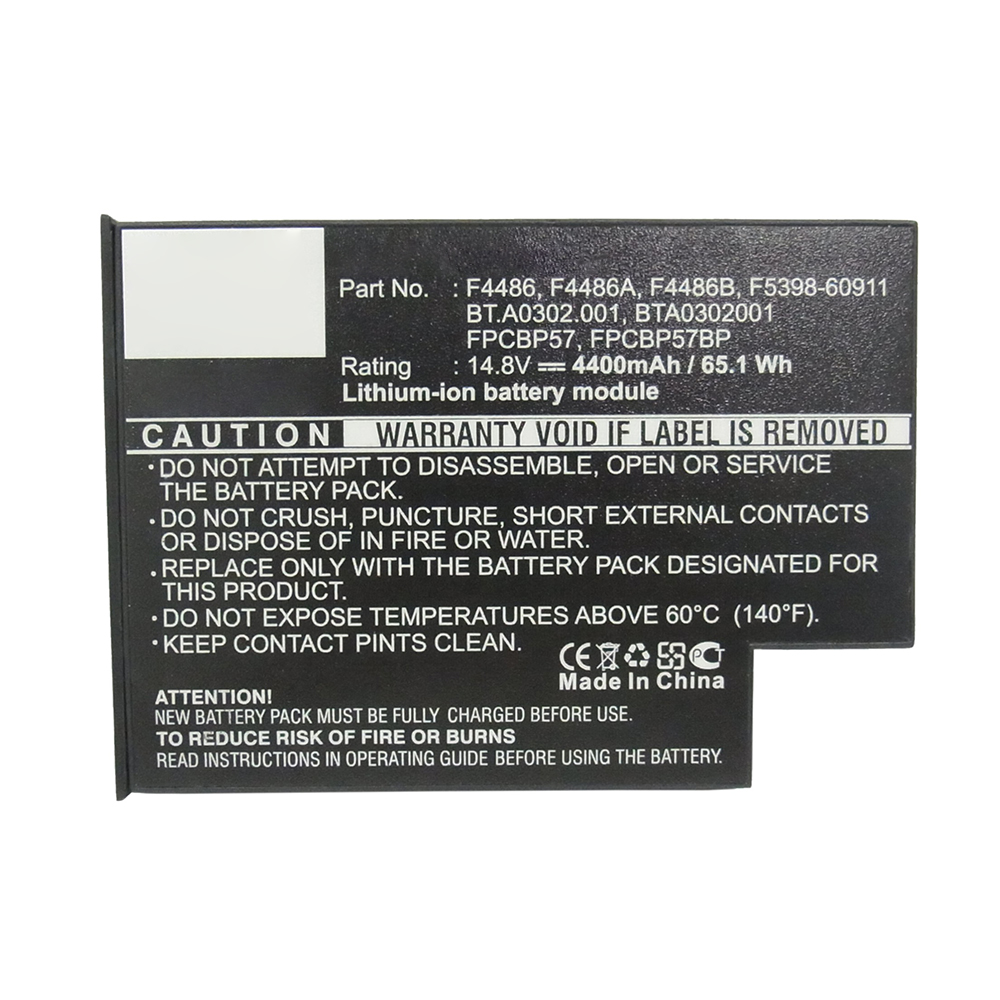 Part No. : F4486, F4486A, F4486B, F5398-60911
BT.A0302.001, BTA0302001
FPCBP57, FPCBP57BP
Rating : 14.8V ⎓ 4400mAh / 65.1 Wh
Lithium-ion battery module
CAUTION WARRANTY VOID IF LABEL IS REMOVED
• DO NOT ATTEMPT TO DISASSEMBLE, OPEN OR SERVICE
THE BATTERY PACK.
• DO NOT CRUSH, PUNCTURE, SHORT EXTERNAL CONTACTS
OR DISPOSE OF IN FIRE OR WATER.
• REPLACE ONLY WITH THE BATTERY PACK DESIGNATED FOR
THIS PRODUCT.
• DO NOT EXPOSE TEMPERATURES ABOVE 60°C (140°F).
• KEEP CONTACT PINTS CLEAN.
CE PCT
Made In China
ATTENTION!
NEW BATTERY PACK MUST BE FULLY CHARGED BEFORE USE.
TO REDUCE RISK OF FIRE OR BURNS
READ INSTRUCTIONS IN OPERATING GUIDE BEFORE USING THE BATTERY.